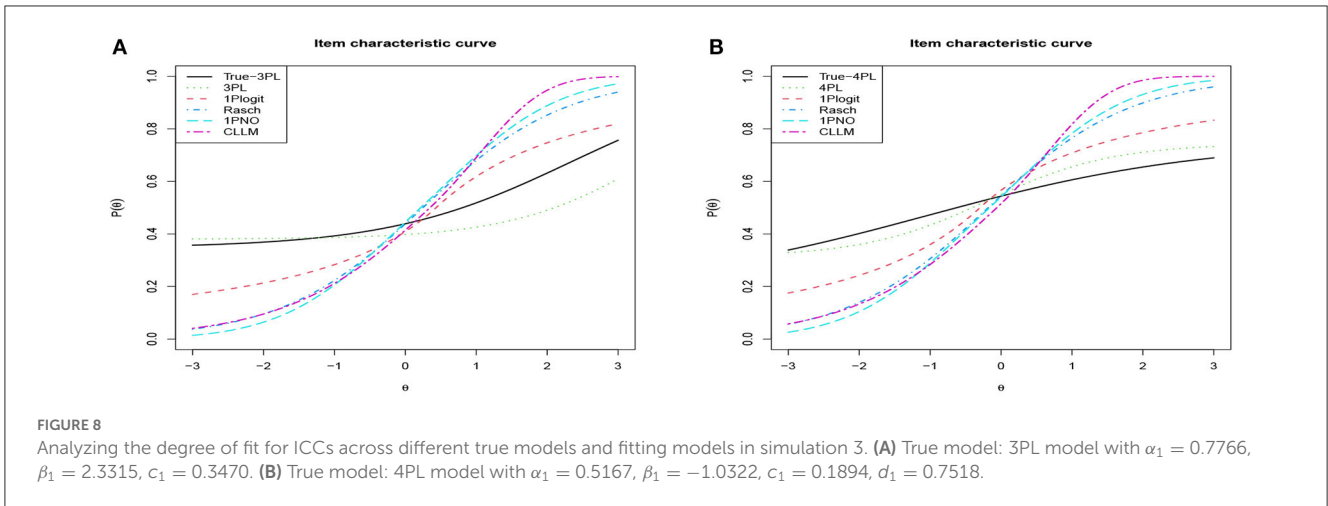 A
Item characteristic curve
True−3PL
3PL
1Plogit
Rasch
1PNO
CLLM
P(θ)
1.0
0.8
0.6
0.4
0.2
0.0
−3 −2 −1 0 1 2 3
θ
B
Item characteristic curve
True−4PL
4PL
1Plogit
Rasch
1PNO
CLLM
P(θ)
1.0
0.8
0.6
0.4
0.2
0.0
−3 −2 −1 0 1 2 3
θ
FIGURE 8
Analyzing the degree of fit for ICCs across different true models and fitting models in simulation 3. (A) True model: 3PL model with α₁ = 0.7766,
β₁ = 2.3315, c₁ = 0.3470. (B) True model: 4PL model with α₁ = 0.5167, β₁ = −1.0322, c₁ = 0.1894, d₁ = 0.7518.